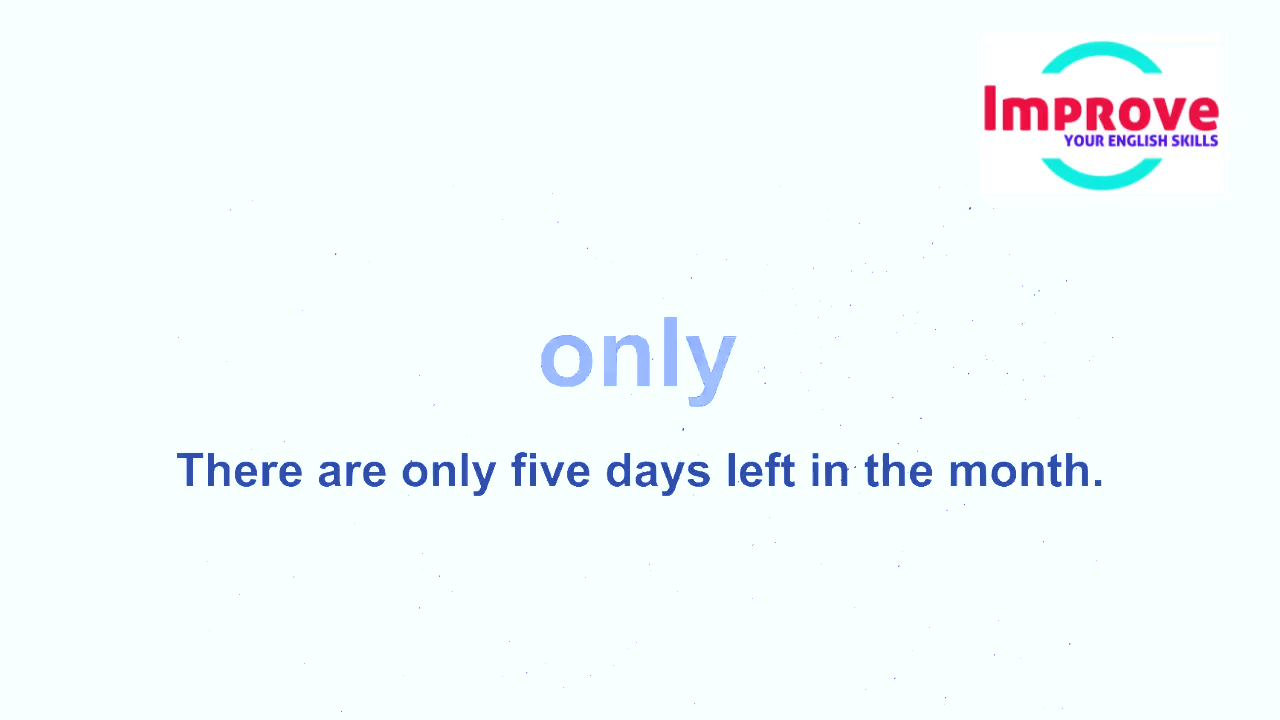 Improve
YOUR ENGLISH SKILLS
only
There are only five days left in the month.